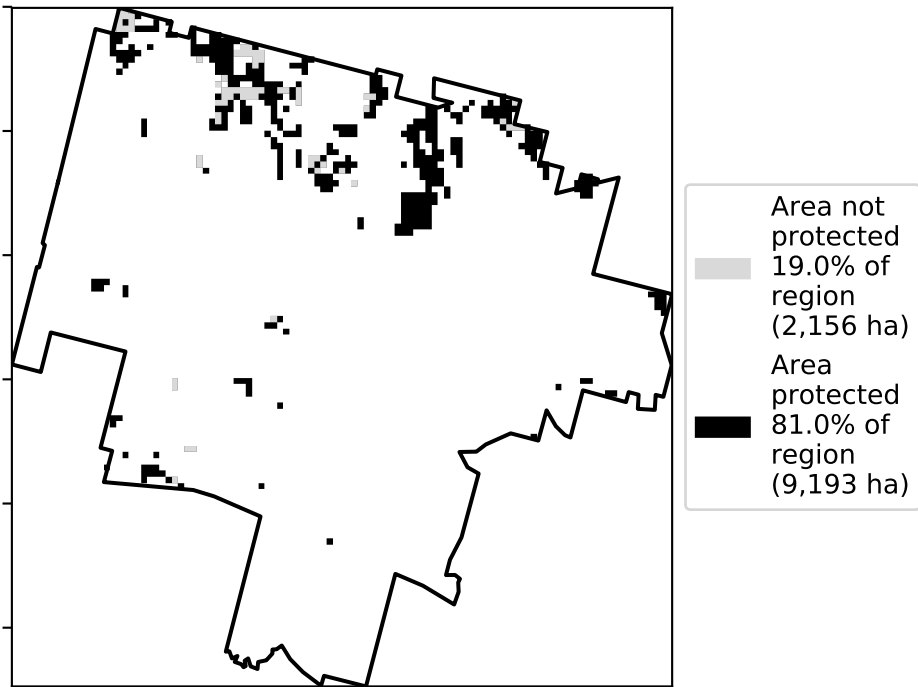 Area not
protected
19.0% of
region
(2,156 ha)
Area
protected
81.0% of
region
(9,193 ha)